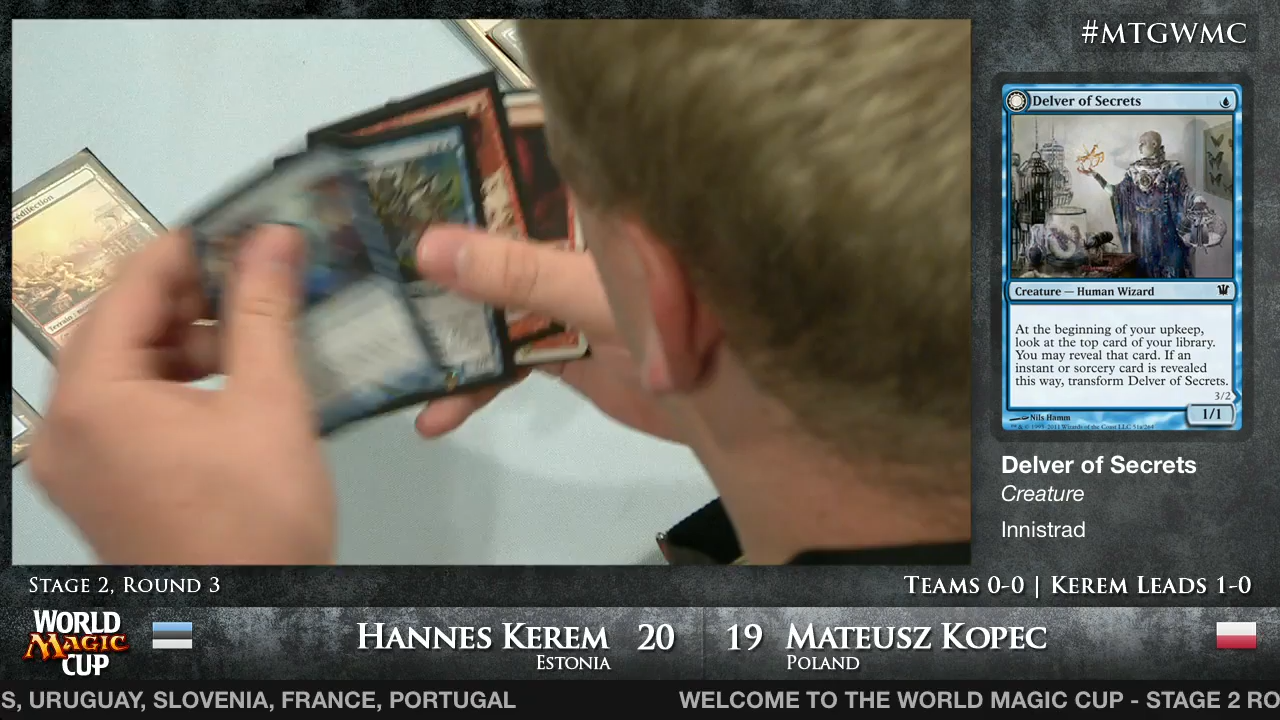 #MTGWMC
Delver of Secrets
Creature — Human Wizard
At the beginning of your upkeep,
look at the top card of your library.
You may reveal that card. If an
instant or sorcery card is revealed
this way, transform Delver of Secrets.
3/2
1/1
Nils Hamm
Delver of Secrets
Creature
Innistrad
Terrain
STAGE 2, ROUND 3
TEAMS 0-0 | KEREM LEADS 1-0
WORLD
MAGIC
CUP
HANNES KEREM 20
ESTONIA
19 MATEUSZ KOPEC
POLAND
S, URUGUAY, SLOVENIA, FRANCE, PORTUGAL
WELCOME TO THE WORLD MAGIC CUP - STAGE 2 RO